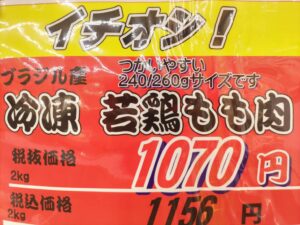 イチオシ!
ブラジル産
つかいやすい
240/260gサイズです
冷凍 若鶏もも肉
税抜価格
2kg
1070円
税込価格
2kg
1156円